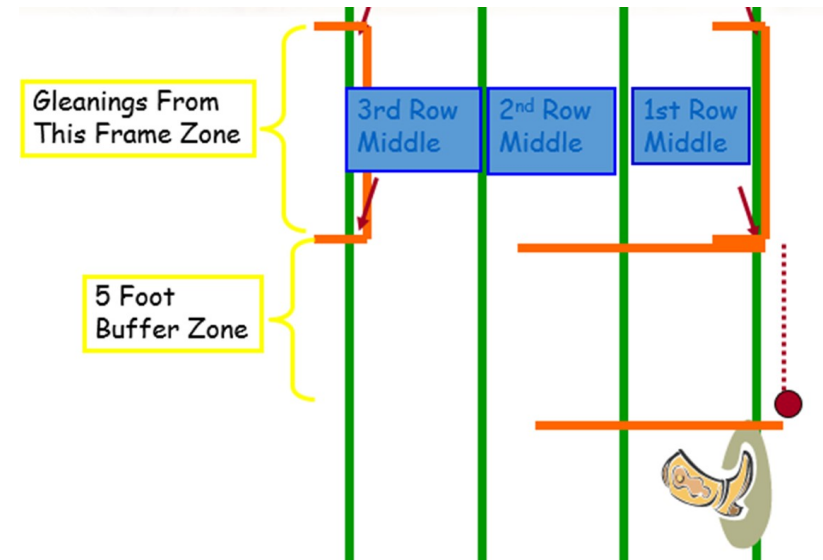 Gleanings From
This Frame Zone
3rd Row
Middle
2nd Row
Middle
1st Row
Middle
5 Foot
Buffer Zone